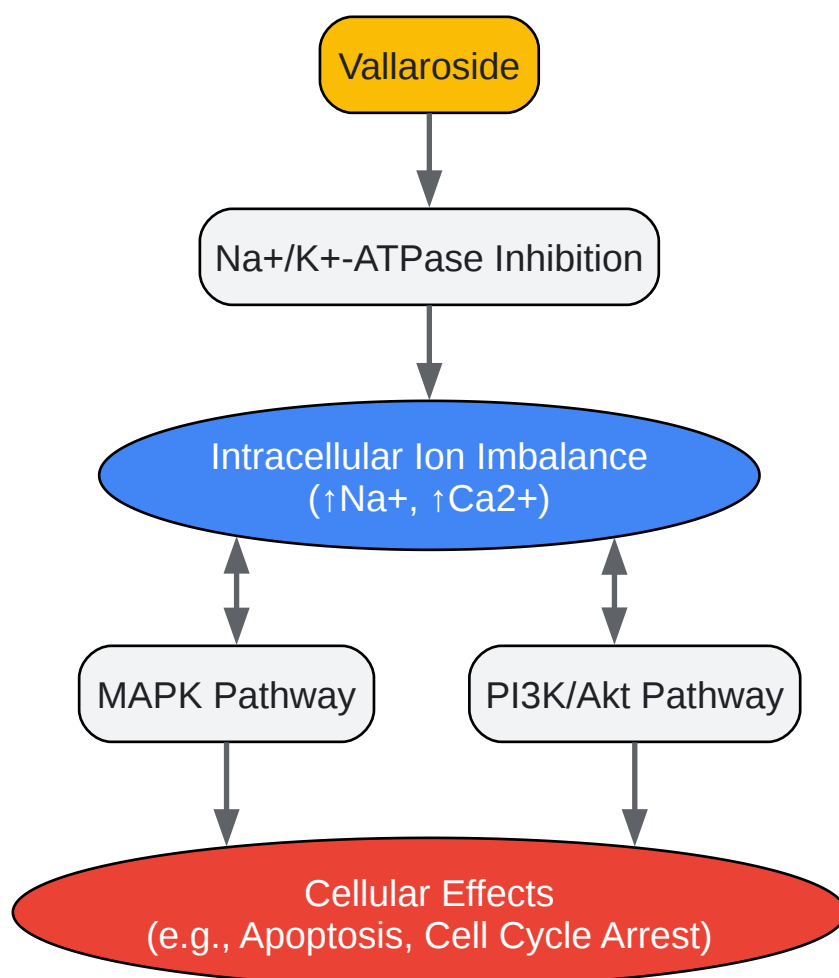 Vallaroside
Na+/K+-ATPase Inhibition
Intracellular Ion Imbalance
(↑Na+, ↑Ca2+)
MAPK Pathway
PI3K/Akt Pathway
Cellular Effects
(e.g., Apoptosis, Cell Cycle Arrest)